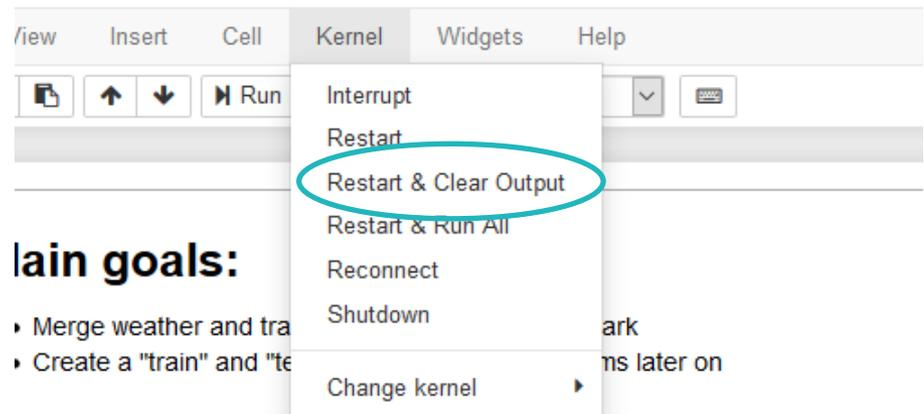 View Insert Cell Kernel Widgets Help
Run
Interrupt
Restart
Restart & Clear Output
Restart & Run All
Reconnect
Shutdown
Change kernel
lain goals:
Merge weather and tra ark
Create a "train" and "te ms later on